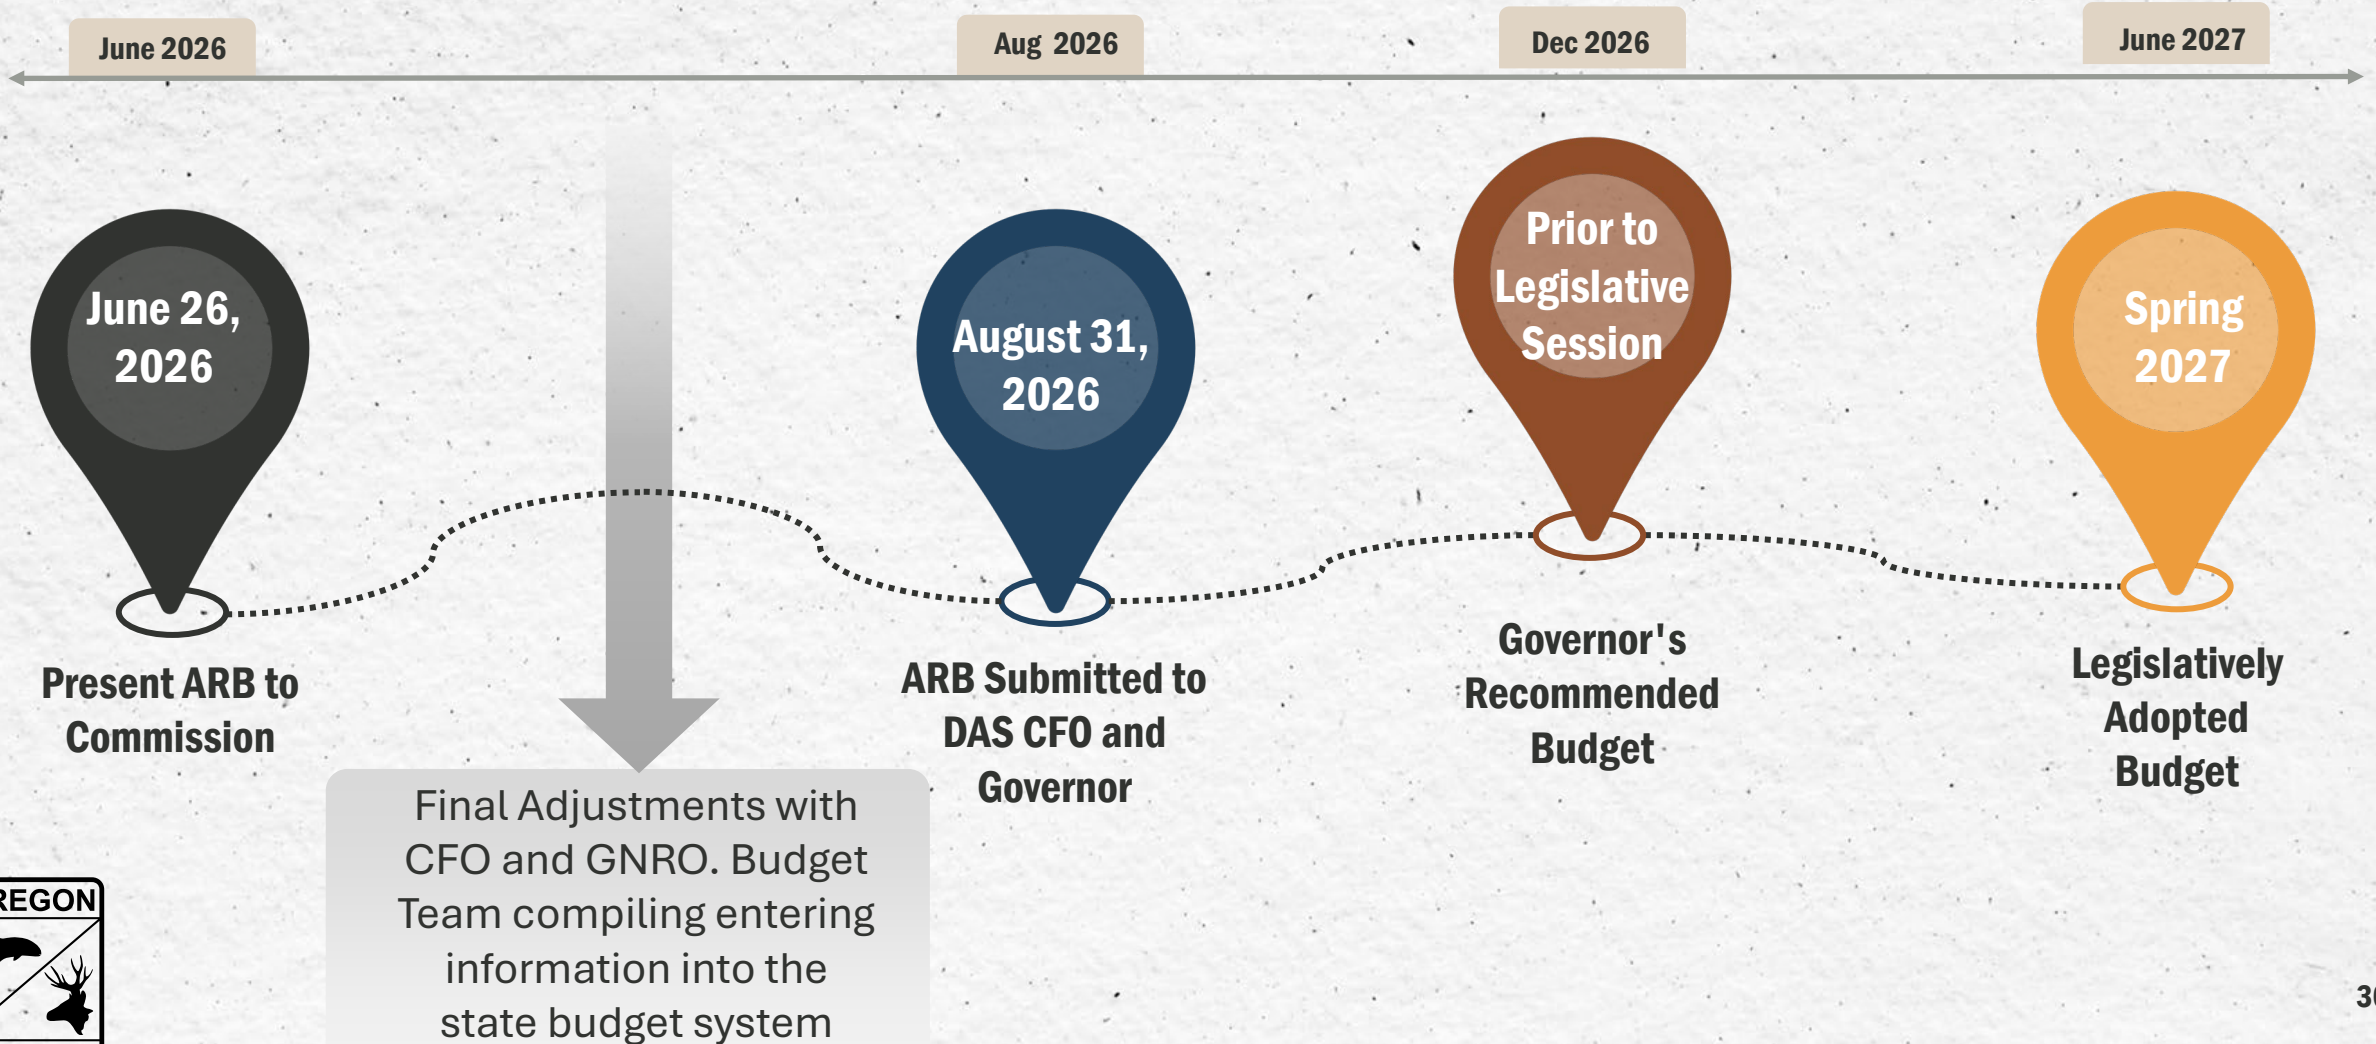 June 2026
Aug 2026
Dec 2026
June 2027
June 26,
2026
August 31,
2026
Prior to
Legislative
Session
Spring
2027
Present ARB to
Commission
Final Adjustments with
CFO and GNRO. Budget
Team compiling entering
information into the
state budget system
ARB Submitted to
DAS CFO and
Governor
Governor's
Recommended
Budget
Legislatively
Adopted
Budget
REGON